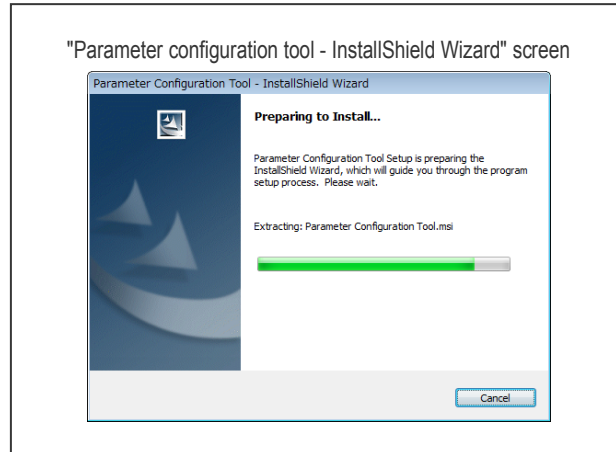 "Parameter configuration tool - InstallShield Wizard" screen
Parameter Configuration Tool - InstallShield Wizard
Preparing to Install...
Parameter Configuration Tool Setup is preparing the
InstallShield Wizard, which will guide you through the program
setup process. Please wait.
Extracting: Parameter Configuration Tool.msi
Cancel